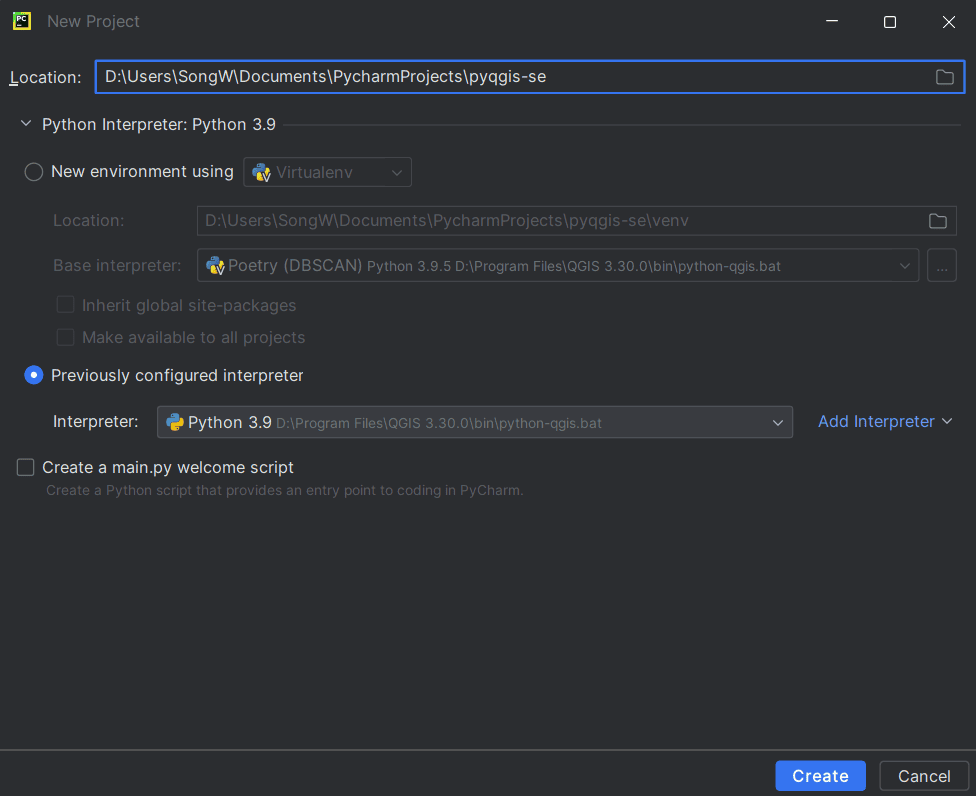 PC New Project
Location: D:\Users\SongW\Documents\PycharmProjects\pyqgis-se
Python Interpreter: Python 3.9
New environment using Virtualenv
Location: D:\Users\SongW\Documents\PycharmProjects\pyqgis-se\venv
Base interpreter: Poetry (DBSCAN) Python 3.9.5 D:\Program Files\QGIS 3.30.0\bin\python-qgis.bat ...
Inherit global site-packages
Make available to all projects
Previously configured interpreter
Interpreter: Python 3.9 D:\Program Files\QGIS 3.30.0\bin\python-qgis.bat Add Interpreter
Create a main.py welcome script
Create a Python script that provides an entry point to coding in PyCharm.
Create Cancel